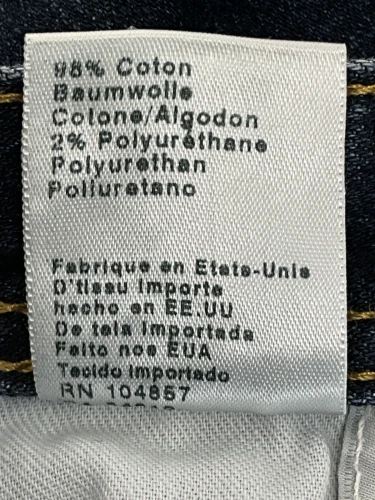 98% Coton
Baumwolle
Cotone/Algodon
2% Polyuréthane
Polyurethan
Poliuretano
Fabrique en Etats-Unis
D'tissu importe
hecho en EE.UU
De tela importada
Feito nos EUA
Tecido importado
RN 104857